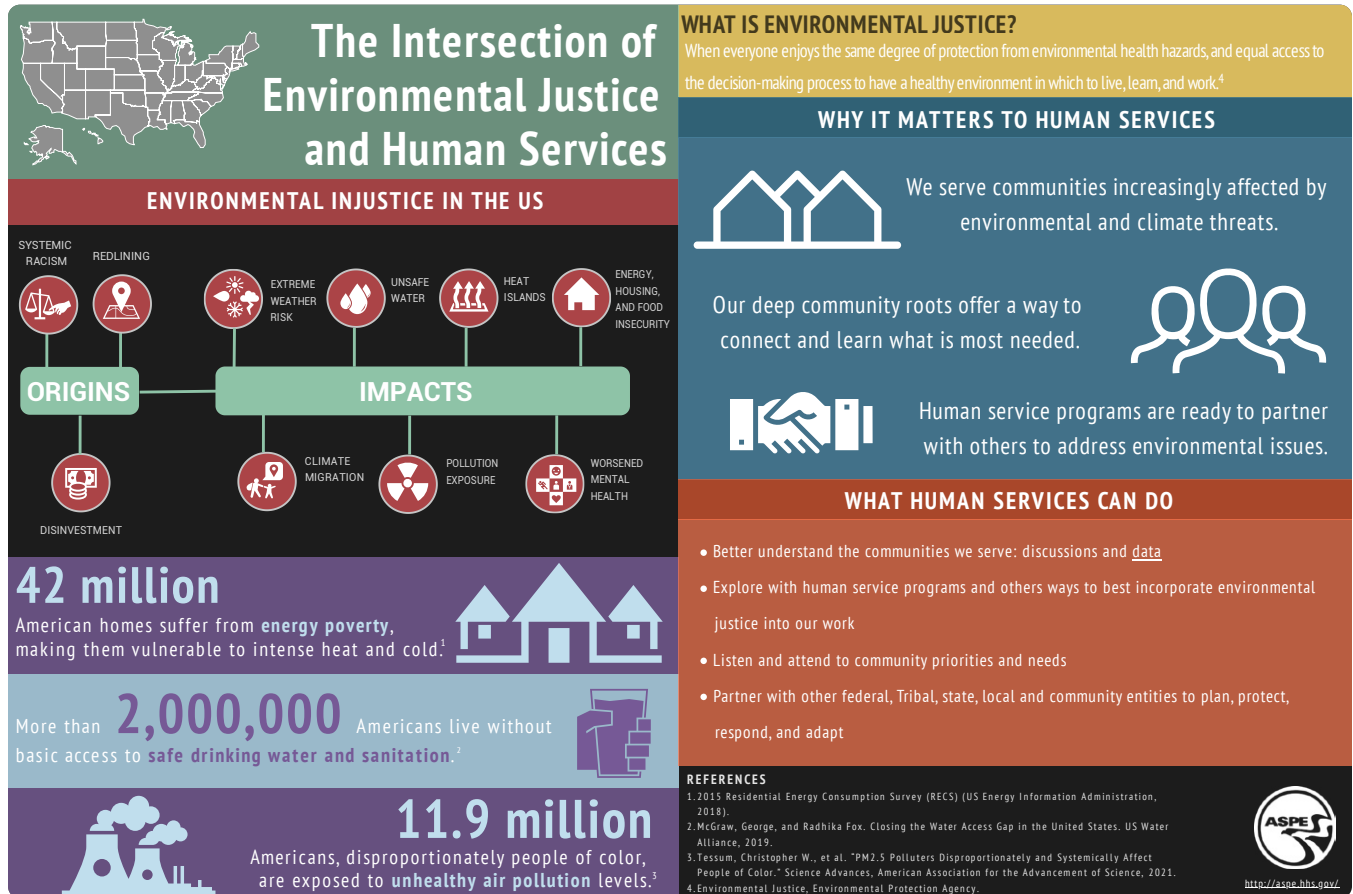 The Intersection of
Environmental Justice
and Human Services
ENVIRONMENTAL INJUSTICE IN THE US
SYSTEMIC
RACISM
REDLINING
EXTREME
WEATHER
RISK
UNSAFE
WATER
HEAT
ISLANDS
ENERGY,
HOUSING,
AND FOOD
INSECURITY
ORIGINS
IMPACTS
DISINVESTMENT
CLIMATE
MIGRATION
POLLUTION
EXPOSURE
WORSENED
MENTAL
HEALTH
42 million
American homes suffer from energy poverty,
making them vulnerable to intense heat and cold.1
More than 2,000,000 Americans live without
basic access to safe drinking water and sanitation.2
11.9 million
Americans, disproportionately people of color,
are exposed to unhealthy air pollution levels.3
WHAT IS ENVIRONMENTAL JUSTICE?
When everyone enjoys the same degree of protection from environmental health hazards, and equal access to
the decision-making process to have a healthy environment in which to live, learn, and work.4
WHY IT MATTERS TO HUMAN SERVICES
We serve communities increasingly affected by
environmental and climate threats.
Our deep community roots offer a way to
connect and learn what is most needed.
Human service programs are ready to partner
with others to address environmental issues.
WHAT HUMAN SERVICES CAN DO
• Better understand the communities we serve: discussions and data
• Explore with human service programs and others ways to best incorporate environmental
justice into our work
• Listen and attend to community priorities and needs
• Partner with other federal, Tribal, state, local and community entities to plan, protect,
respond, and adapt
REFERENCES
1. 2015 Residential Energy Consumption Survey (RECS) (US Energy Information Administration,
2018).
2. McGraw, George, and Radhika Fox. Closing the Water Access Gap in the United States. US Water
Alliance, 2019.
3. Tessum, Christopher W., et al. "PM2.5 Polluters Disproportionately and Systemically Affect
People of Color." Science Advances, American Association for the Advancement of Science, 2021.
4. Environmental Justice, Environmental Protection Agency.
ASPE
http://aspe.hhs.gov/